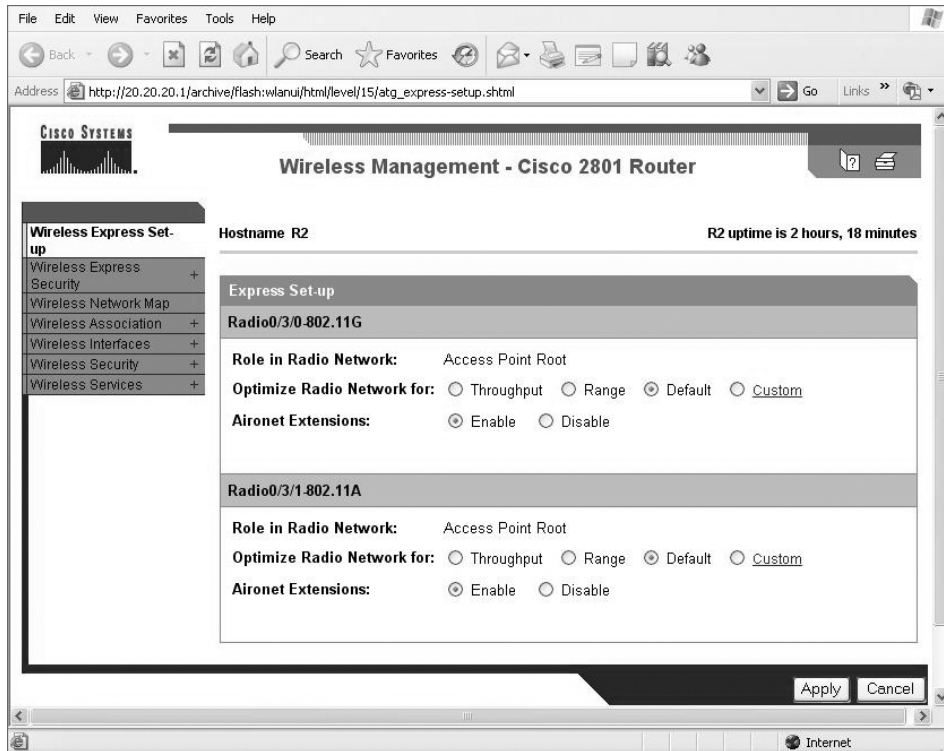 File Edit View Favorites Tools Help
Back Search Favorites
Address http://20.20.20.1/archive/flash:wlanui/html/level/15/atg_express-setup.shtml Go Links »
CISCO SYSTEMS
Wireless Management - Cisco 2801 Router
Wireless Express Set-
up
Wireless Express
Security +
Wireless Network Map
Wireless Association +
Wireless Interfaces +
Wireless Security +
Wireless Services +
Hostname R2 R2 uptime is 2 hours, 18 minutes
Express Set-up
Radio0/3/0-802.11G
Role in Radio Network: Access Point Root
Optimize Radio Network for: Throughput Range Default Custom
Aironet Extensions: Enable Disable
Radio0/3/1-802.11A
Role in Radio Network: Access Point Root
Optimize Radio Network for: Throughput Range Default Custom
Aironet Extensions: Enable Disable
Apply Cancel
Internet